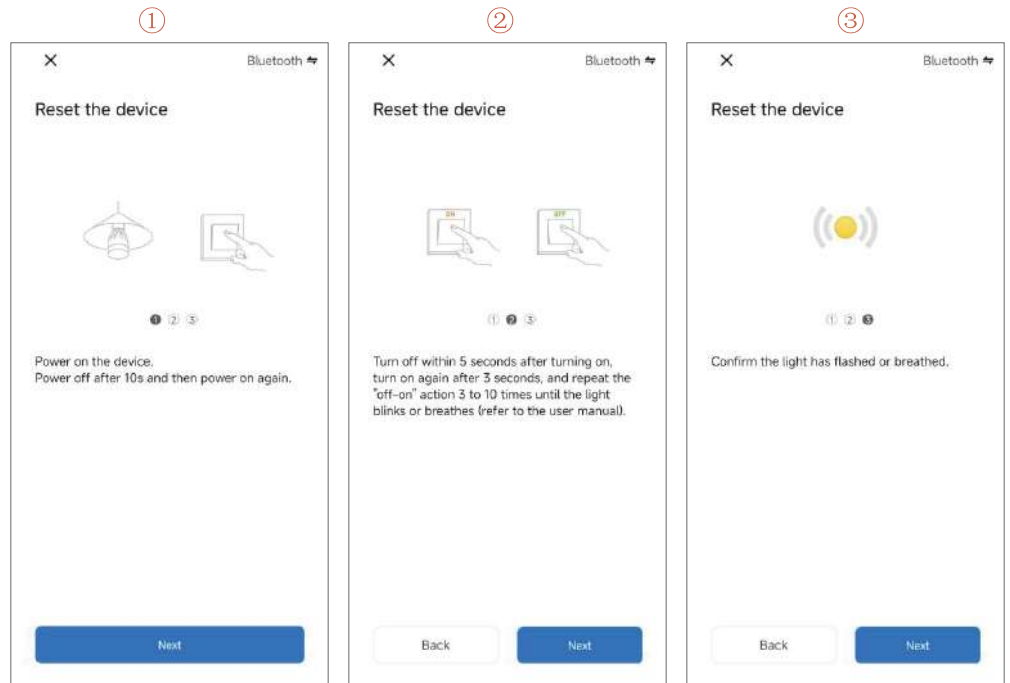 ①
✕ Bluetooth ⇋
Reset the device
❶ ② ③
Power on the device.
Power off after 10s and then power on again.
Next
②
✕ Bluetooth ⇋
Reset the device
ON OFF
① ❷ ③
Turn off within 5 seconds after turning on,
turn on again after 3 seconds, and repeat the
"off-on" action 3 to 10 times until the light
blinks or breathes (refer to the user manual).
Back Next
③
✕ Bluetooth ⇋
Reset the device
① ② ❸
Confirm the light has flashed or breathed.
Back Next